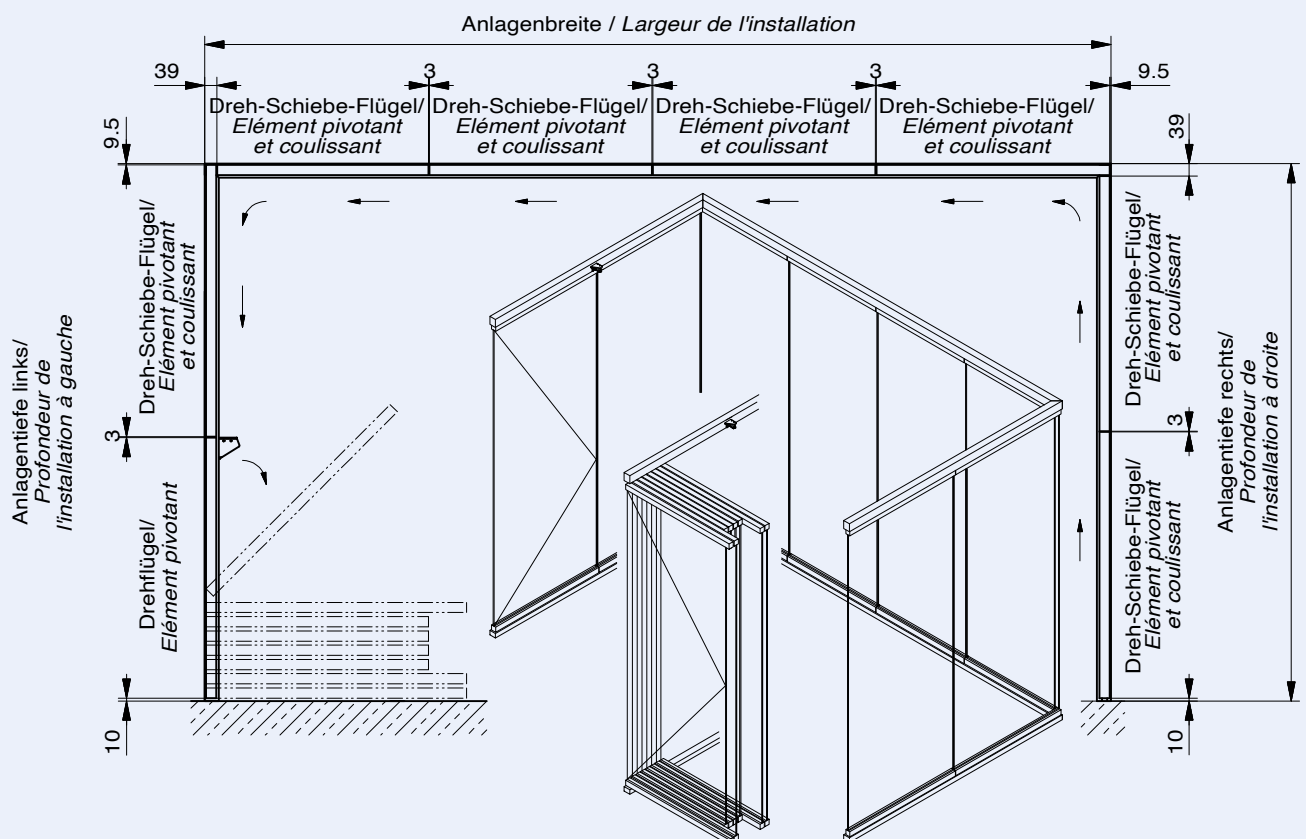 Anlagenbreite / Largeur de l'installation
39
3
3
3
9.5
Dreh-Schiebe-Flügel/
Elément pivotant
et coulissant
Dreh-Schiebe-Flügel/
Elément pivotant
et coulissant
Dreh-Schiebe-Flügel/
Elément pivotant
et coulissant
Dreh-Schiebe-Flügel/
Elément pivotant
et coulissant
9.5
39
Anlagentiefe links/
Profondeur de
l'installation à gauche
Dreh-Schiebe-Flügel/
Elément pivotant
et coulissant
3
Drehflügel/
Elément pivotant
10
Dreh-Schiebe-Flügel/
Elément pivotant
et coulissant
3
Dreh-Schiebe-Flügel/
Elément pivotant
et coulissant
10
Anlagentiefe rechts/
Profondeur de
l'installation à droite